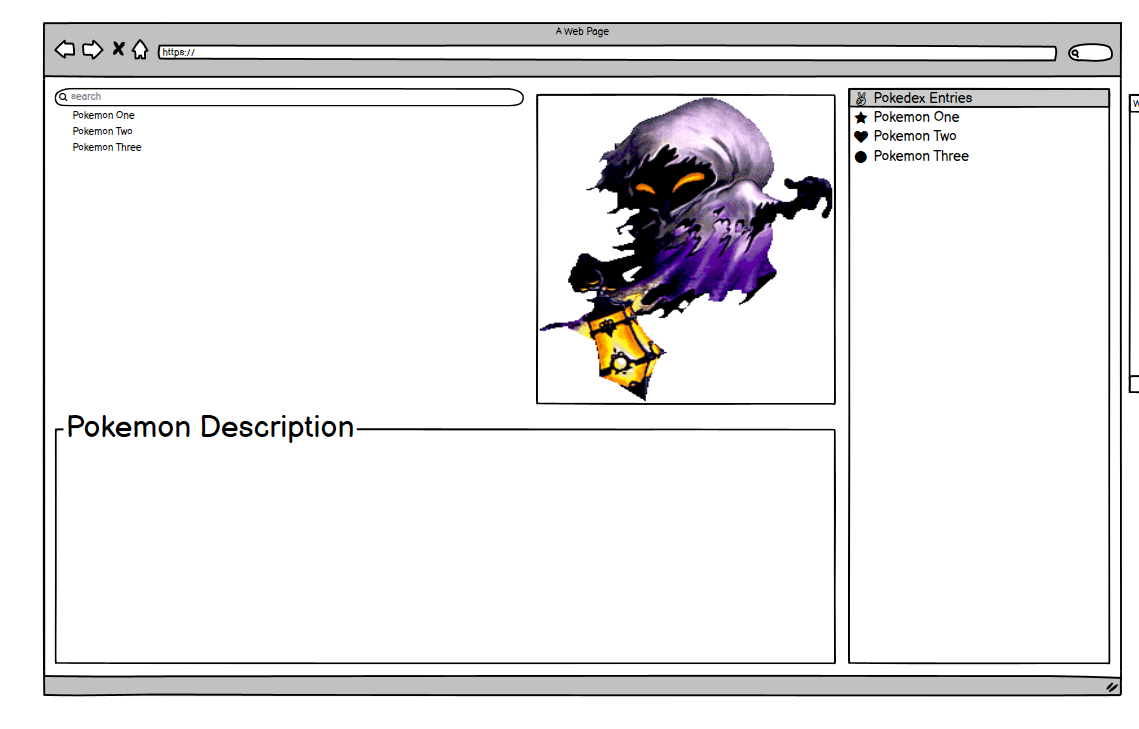 A Web Page
https://
search
Pokemon One
Pokemon Two
Pokemon Three
Pokedex Entries
Pokemon One
Pokemon Two
Pokemon Three
Pokemon Description